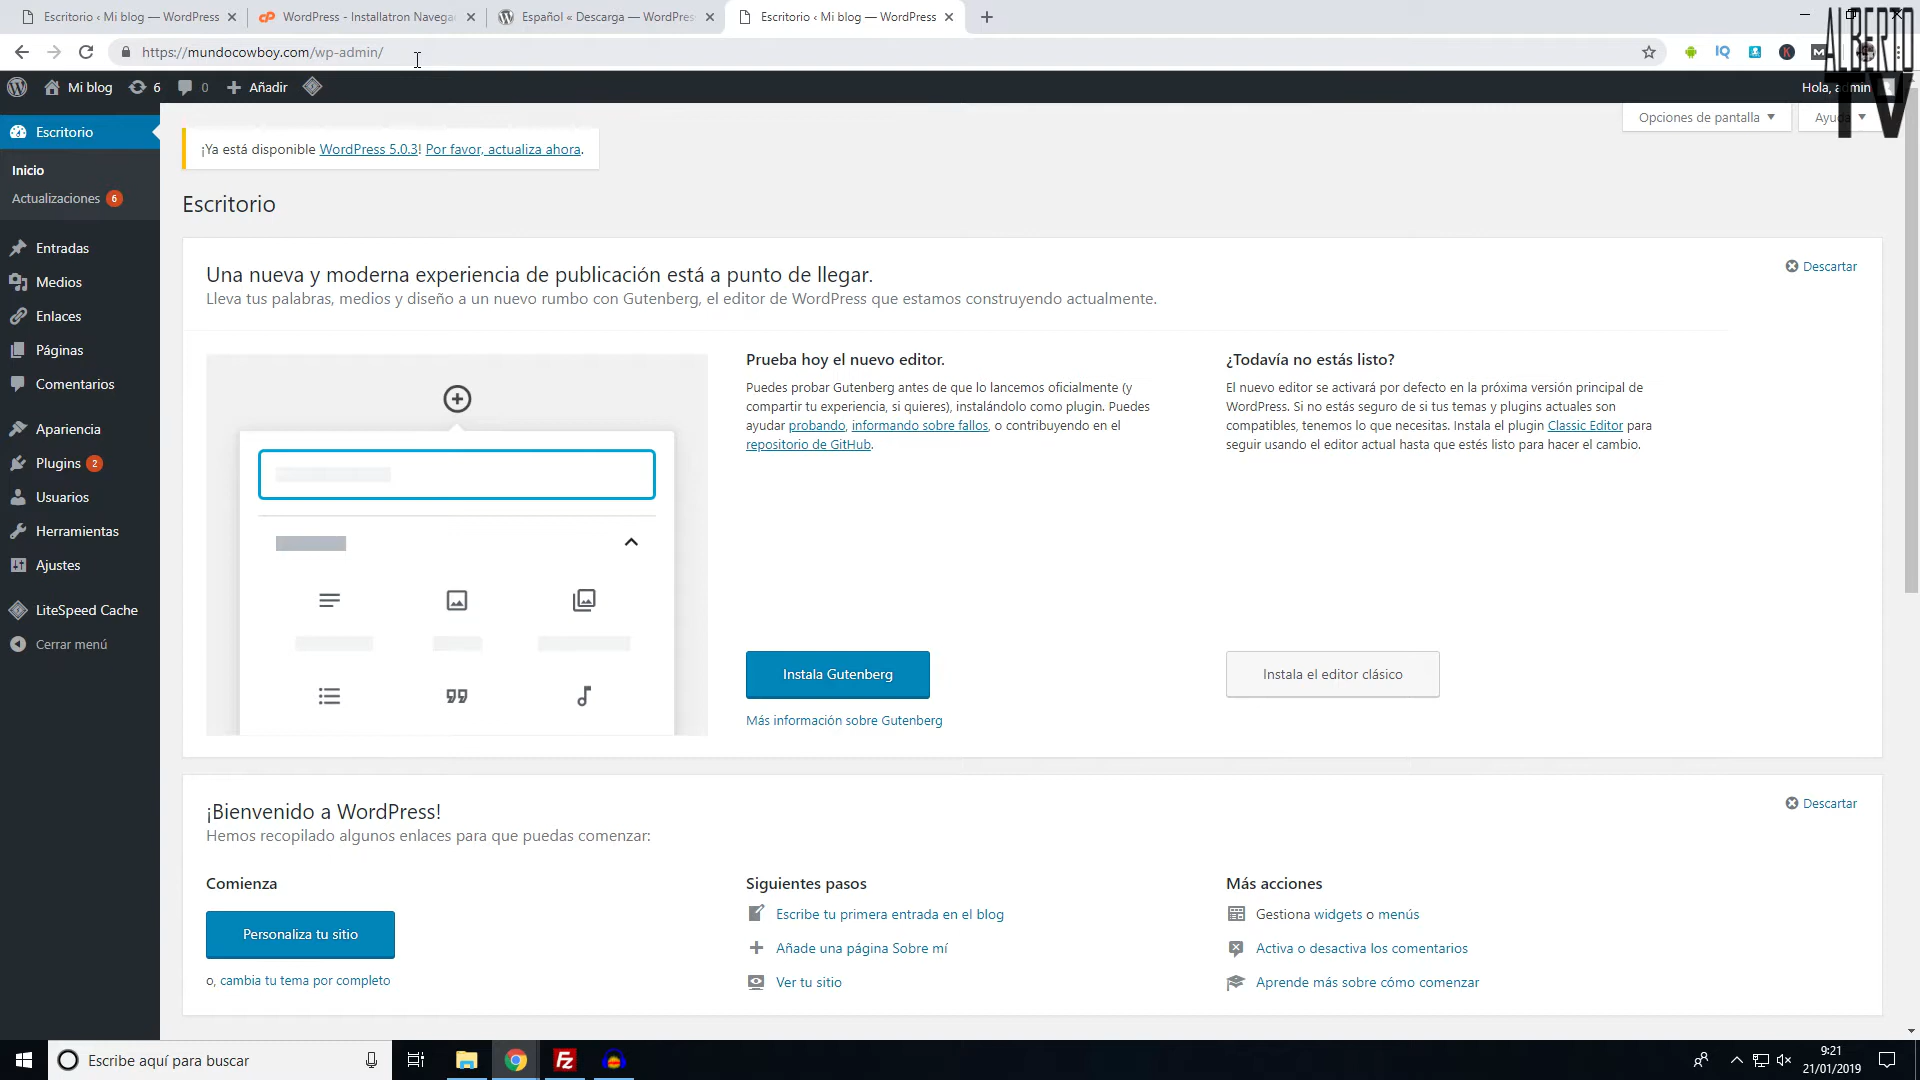 Escritorio ‹ Mi blog — WordPress
WordPress - Installatron Navega
Español « Descarga — WordPres
Escritorio ‹ Mi blog — WordPress
https://mundocowboy.com/wp-admin/
Mi blog
6
0
Añadir
Hola, admin
ALBERTO
TV
Opciones de pantalla
Ayuda
Escritorio
Inicio
Actualizaciones 6
Entradas
Medios
Enlaces
Páginas
Comentarios
Apariencia
Plugins 2
Usuarios
Herramientas
Ajustes
LiteSpeed Cache
Cerrar menú
¡Ya está disponible WordPress 5.0.3! Por favor, actualiza ahora.
Escritorio
Una nueva y moderna experiencia de publicación está a punto de llegar.
Descartar
Lleva tus palabras, medios y diseño a un nuevo rumbo con Gutenberg, el editor de WordPress que estamos construyendo actualmente.
Prueba hoy el nuevo editor.
Puedes probar Gutenberg antes de que lo lancemos oficialmente (y
compartir tu experiencia, si quieres), instalándolo como plugin. Puedes
ayudar probando, informando sobre fallos, o contribuyendo en el
repositorio de GitHub.
Instala Gutenberg
Más información sobre Gutenberg
¿Todavía no estás listo?
El nuevo editor se activará por defecto en la próxima versión principal de
WordPress. Si no estás seguro de si tus temas y plugins actuales son
compatibles, tenemos lo que necesitas. Instala el plugin Classic Editor para
seguir usando el editor actual hasta que estés listo para hacer el cambio.
Instala el editor clásico
¡Bienvenido a WordPress!
Descartar
Hemos recopilado algunos enlaces para que puedas comenzar:
Comienza
Personaliza tu sitio
o, cambia tu tema por completo
Siguientes pasos
Escribe tu primera entrada en el blog
Añade una página Sobre mí
Ver tu sitio
Más acciones
Gestiona widgets o menús
Activa o desactiva los comentarios
Aprende más sobre cómo comenzar
Escribe aquí para buscar
9:21
21/01/2019